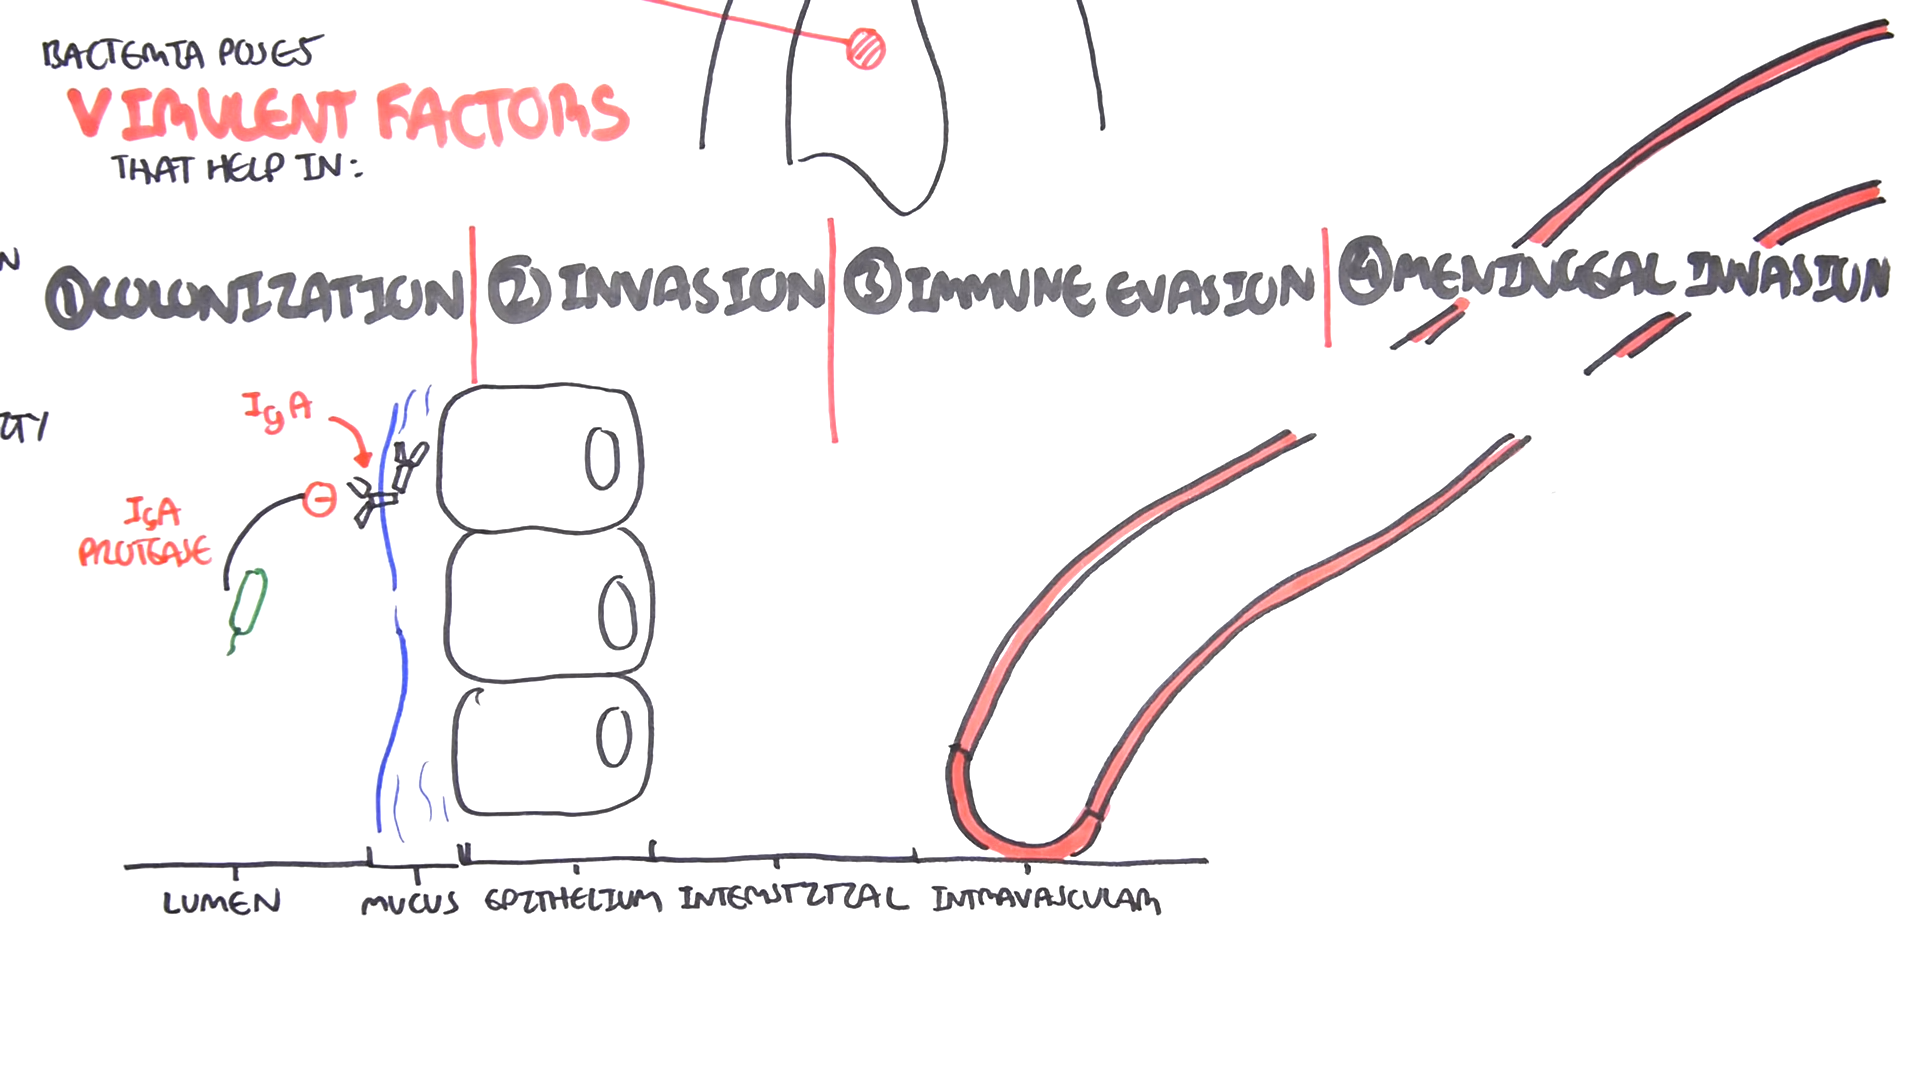 BACTERIA POSES
VIRULENT FACTORS
THAT HELP IN:
① COLONIZATION
② INVASION
③ IMMUNE EVASION
④ MENINGEAL INVASION
IgA
IgA
PROTEASE
LUMEN
MUCUS
EPITHELIUM
INTERSTITIAL
INTRAVASCULAR